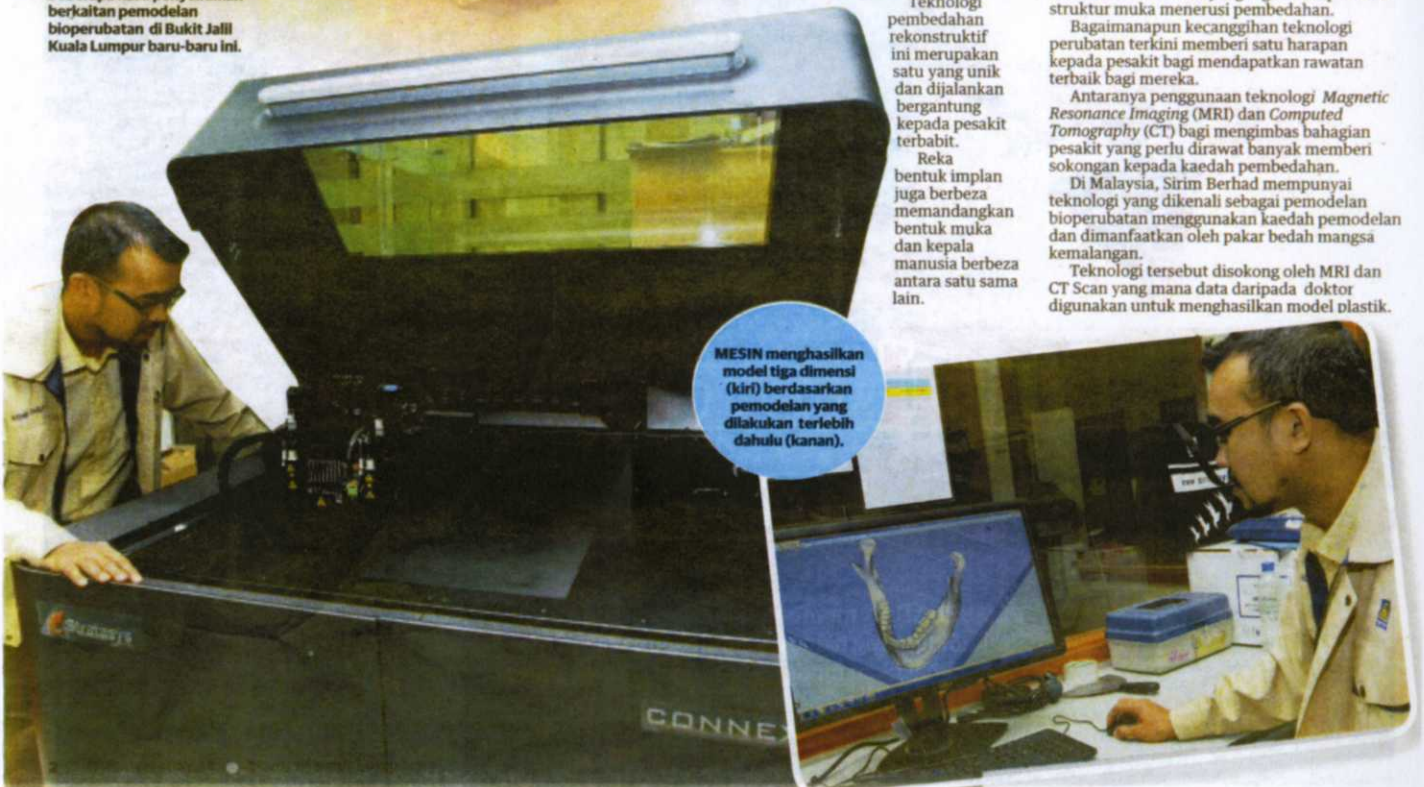 berkaitan pemodelan
bioperubatan di Bukit Jalil
Kuala Lumpur baru-baru ini.
Teknologi
pembedahan
rekonstruktif
ini merupakan
satu yang unik
dan dijalankan
bergantung
kepada pesakit
terbabit.
Reka
bentuk implan
juga berbeza
memandangkan
bentuk muka
dan kepala
manusia berbeza
antara satu sama
lain.
struktur muka menerusi pembedahan.
Bagaimanapun kecanggihan teknologi
perubatan terkini memberi satu harapan
kepada pesakit bagi mendapatkan rawatan
terbaik bagi mereka.
Antaranya penggunaan teknologi Magnetic
Resonance Imaging (MRI) dan Computed
Tomography (CT) bagi mengimbas bahagian
pesakit yang perlu dirawat banyak memberi
sokongan kepada kaedah pembedahan.
Di Malaysia, Sirim Berhad mempunyai
teknologi yang dikenali sebagai pemodelan
bioperubatan menggunakan kaedah pemodelan
dan dimanfaatkan oleh pakar bedah mangsa
kemalangan.
Teknologi tersebut disokong oleh MRI dan
CT Scan yang mana data daripada doktor
digunakan untuk menghasilkan model plastik.
MESIN menghasilkan
model tiga dimensi
(kiri) berdasarkan
pemodelan yang
dilakukan terlebih
dahulu (kanan).
Stratasys
CONNEX
2